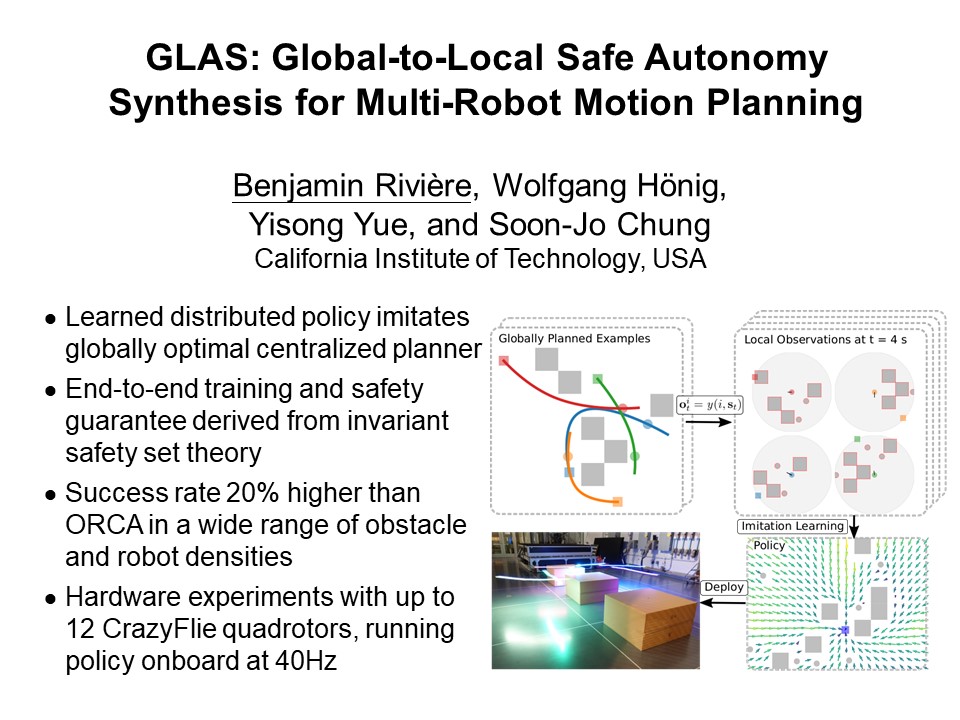 GLAS: Global-to-Local Safe Autonomy
Synthesis for Multi-Robot Motion Planning
Benjamin Rivière, Wolfgang Hönig,
Yisong Yue, and Soon-Jo Chung
California Institute of Technology, USA
● Learned distributed policy imitates
globally optimal centralized planner
● End-to-end training and safety
guarantee derived from invariant
safety set theory
● Success rate 20% higher than
ORCA in a wide range of obstacle
and robot densities
● Hardware experiments with up to
12 CrazyFlie quadrotors, running
policy onboard at 40Hz
Globally Planned Examples
𝐨ᵢₜ = y(i, 𝐬ₜ)
Local Observations at t = 4 s
Imitation Learning
Policy
Deploy